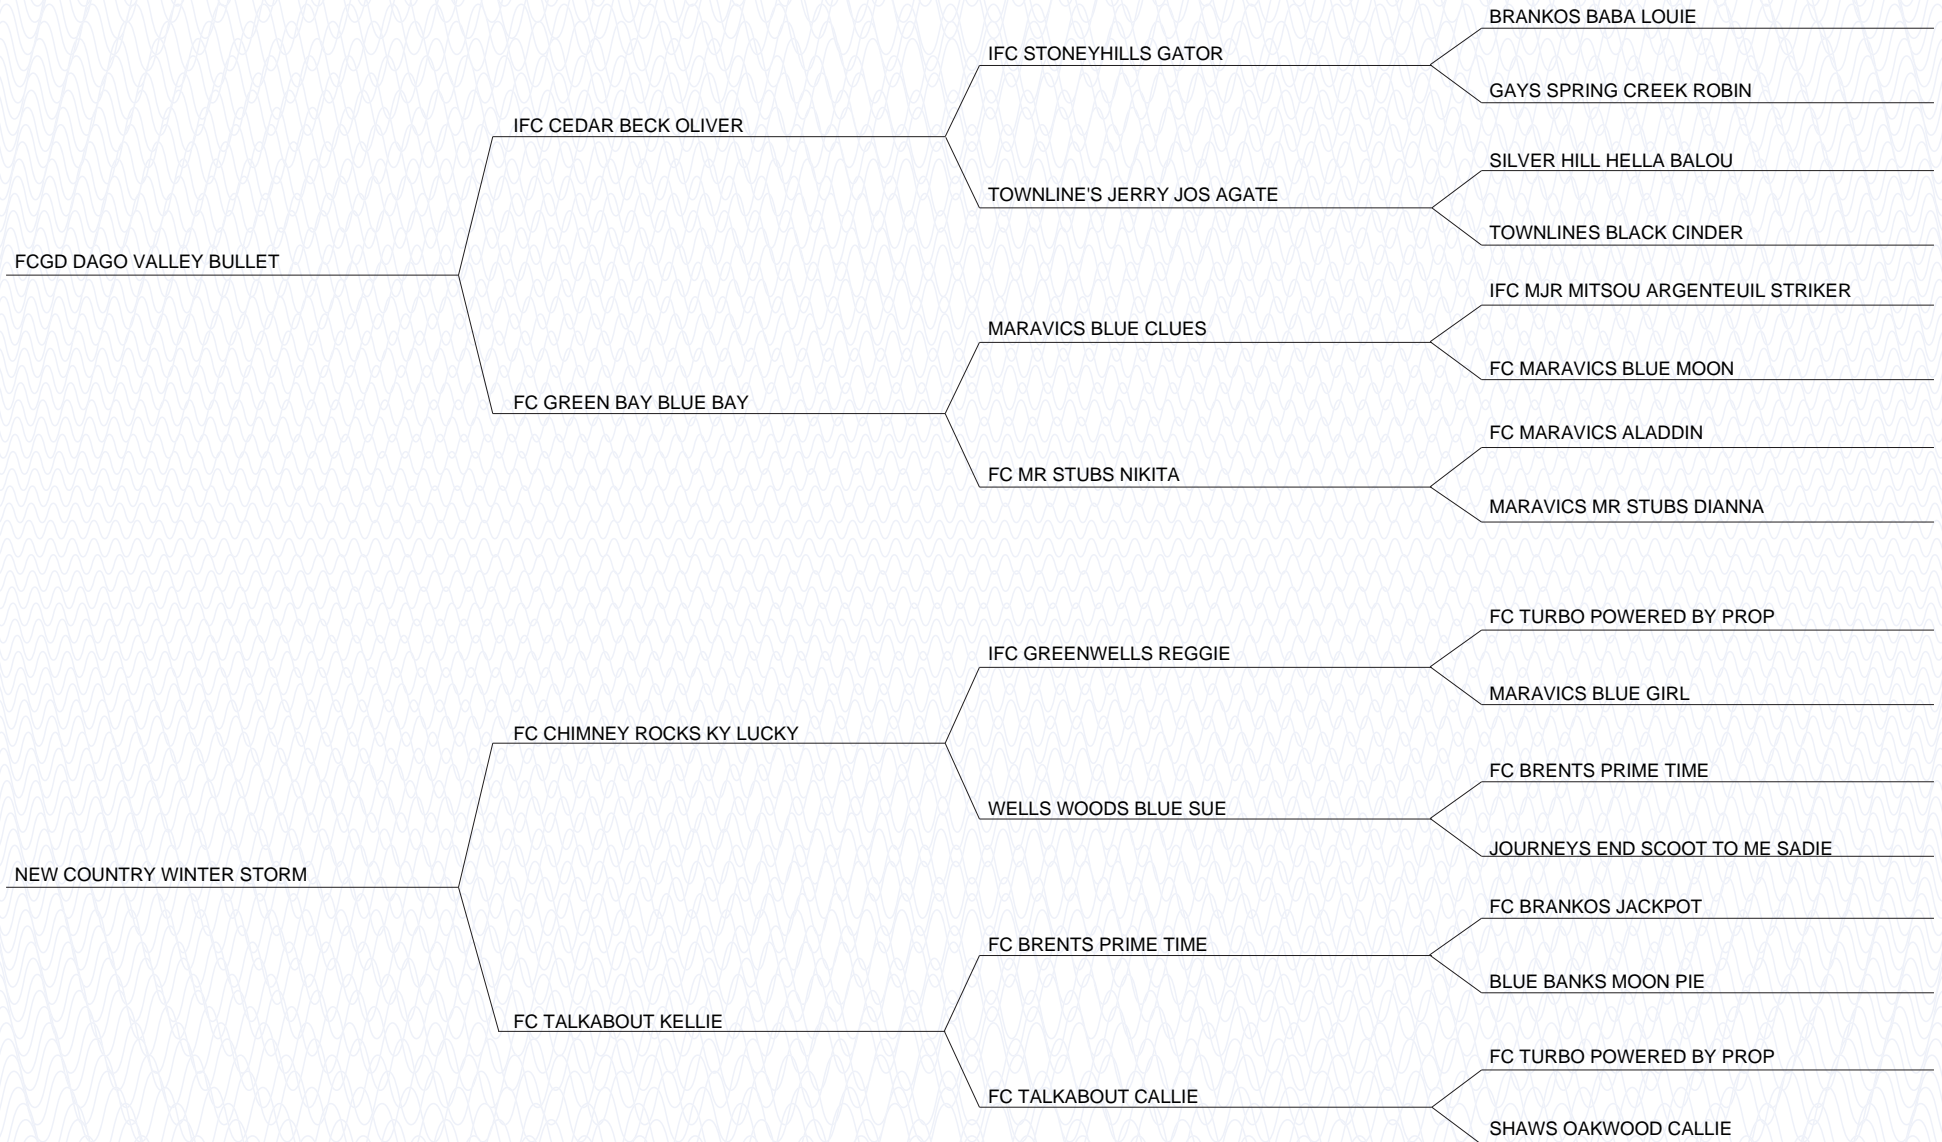 BRANKOS BABA LOUIE
IFC STONEYHILLS GATOR
GAYS SPRING CREEK ROBIN
IFC CEDAR BECK OLIVER
SILVER HILL HELLA BALOU
TOWNLINE'S JERRY JOS AGATE
TOWNLINES BLACK CINDER
FCGD DAGO VALLEY BULLET
IFC MJR MITSOU ARGENTEUIL STRIKER
MARAVICS BLUE CLUES
FC MARAVICS BLUE MOON
FC GREEN BAY BLUE BAY
FC MARAVICS ALADDIN
FC MR STUBS NIKITA
MARAVICS MR STUBS DIANNA
FC TURBO POWERED BY PROP
IFC GREENWELLS REGGIE
MARAVICS BLUE GIRL
FC CHIMNEY ROCKS KY LUCKY
FC BRENTS PRIME TIME
WELLS WOODS BLUE SUE
JOURNEYS END SCOOT TO ME SADIE
NEW COUNTRY WINTER STORM
FC BRANKOS JACKPOT
FC BRENTS PRIME TIME
BLUE BANKS MOON PIE
FC TALKABOUT KELLIE
FC TURBO POWERED BY PROP
FC TALKABOUT CALLIE
SHAWS OAKWOOD CALLIE